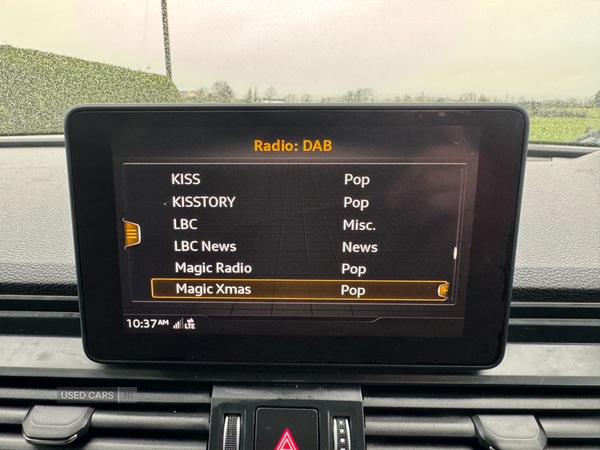 Radio: DAB
KISS Pop
KISSTORY Pop
LBC Misc.
LBC News News
Magic Radio Pop
Magic Xmas Pop
10:37AM LTE
USED CARS NI